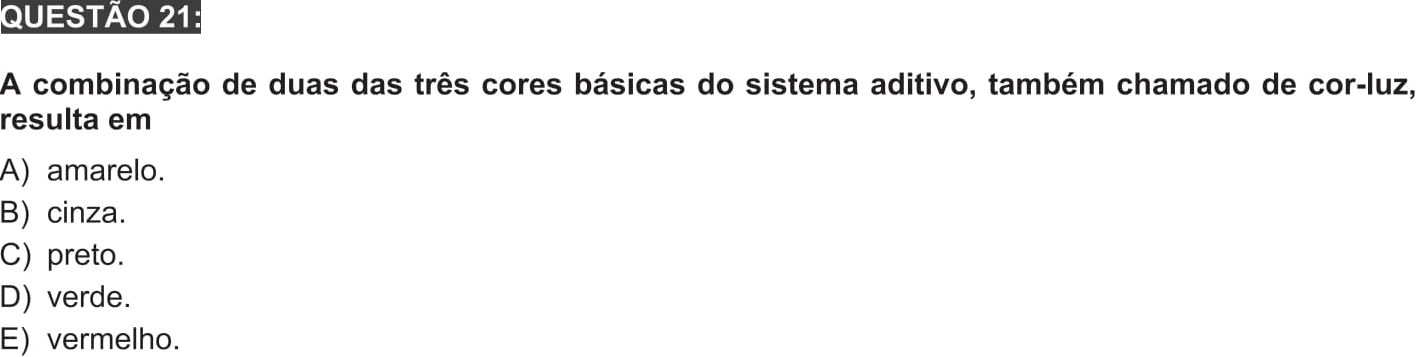 QUESTÃO 21:
A combinação de duas das três cores básicas do sistema aditivo, também chamado de cor-luz,
resulta em
A) amarelo.
B) cinza.
C) preto.
D) verde.
E) vermelho.